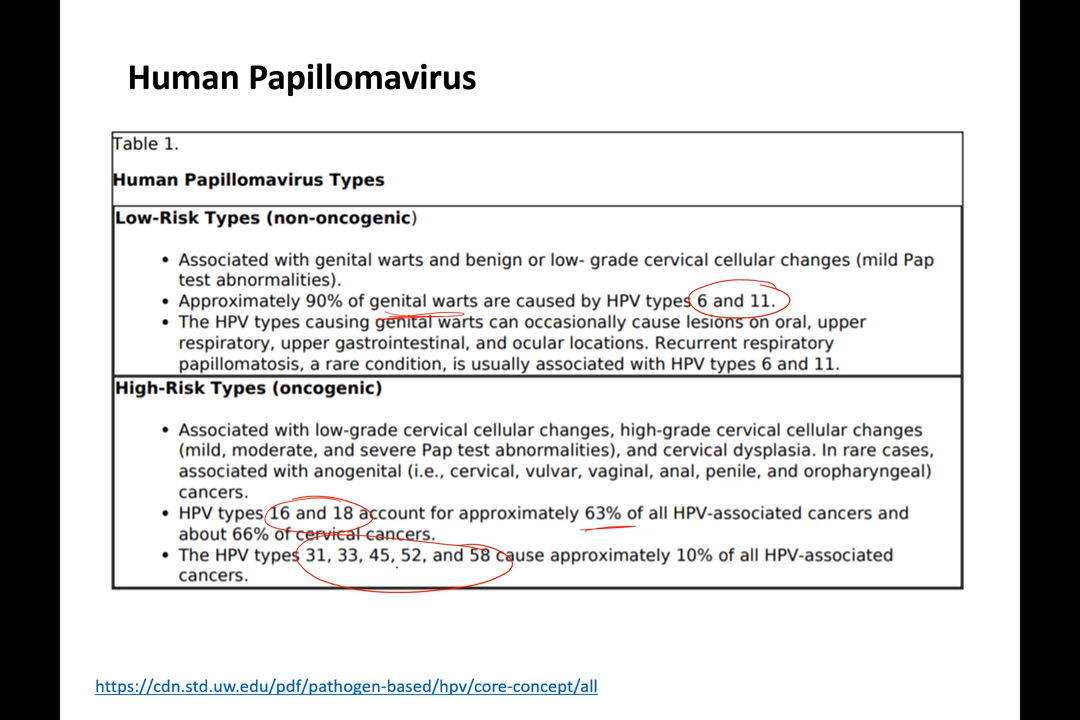 Human Papillomavirus
Table 1.
Human Papillomavirus Types
Low-Risk Types (non-oncogenic)
• Associated with genital warts and benign or low- grade cervical cellular changes (mild Pap
test abnormalities).
• Approximately 90% of genital warts are caused by HPV types 6 and 11.
• The HPV types causing genital warts can occasionally cause lesions on oral, upper
respiratory, upper gastrointestinal, and ocular locations. Recurrent respiratory
papillomatosis, a rare condition, is usually associated with HPV types 6 and 11.
High-Risk Types (oncogenic)
• Associated with low-grade cervical cellular changes, high-grade cervical cellular changes
(mild, moderate, and severe Pap test abnormalities), and cervical dysplasia. In rare cases,
associated with anogenital (i.e., cervical, vulvar, vaginal, anal, penile, and oropharyngeal)
cancers.
• HPV types 16 and 18 account for approximately 63% of all HPV-associated cancers and
about 66% of cervical cancers.
• The HPV types 31, 33, 45, 52, and 58 cause approximately 10% of all HPV-associated
cancers.
https://cdn.std.uw.edu/pdf/pathogen-based/hpv/core-concept/all